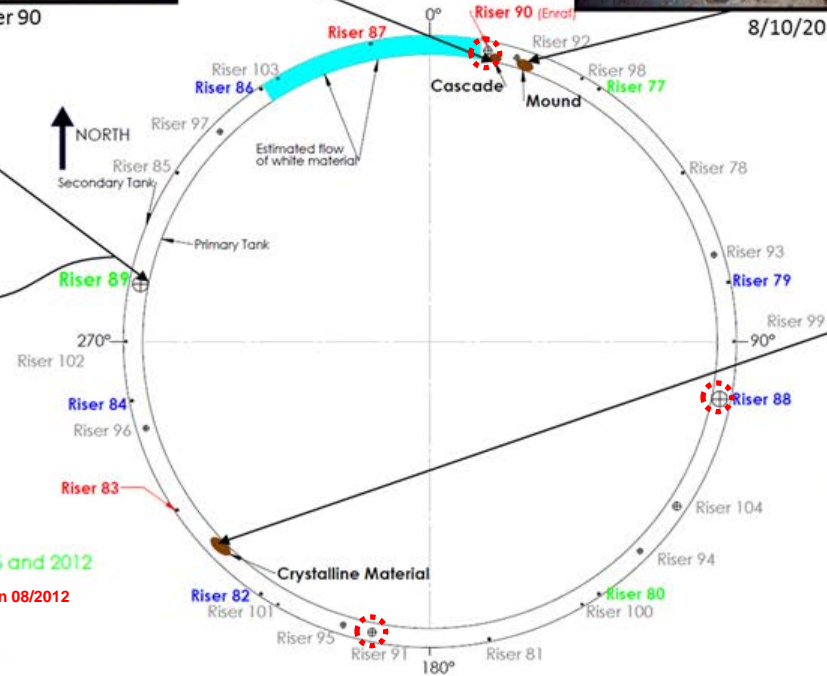 er 90
8/10/20
0°
Riser 90 (Enraf)
Riser 87
Riser 92
Riser 103
Riser 98
Riser 86
Riser 77
Cascade
Mound
NORTH
Riser 97
Estimated flow
of white material
Riser 85
Riser 78
Secondary Tank
Primary Tank
Riser 93
Riser 89
Riser 79
Riser 99
270°
90°
Riser 102
Riser 84
Riser 88
Riser 96
Riser 83
Riser 104
Riser 94
and 2012
Crystalline Material
n 08/2012
Riser 82
Riser 80
Riser 101
Riser 100
Riser 95
Riser 91
Riser 81
180°